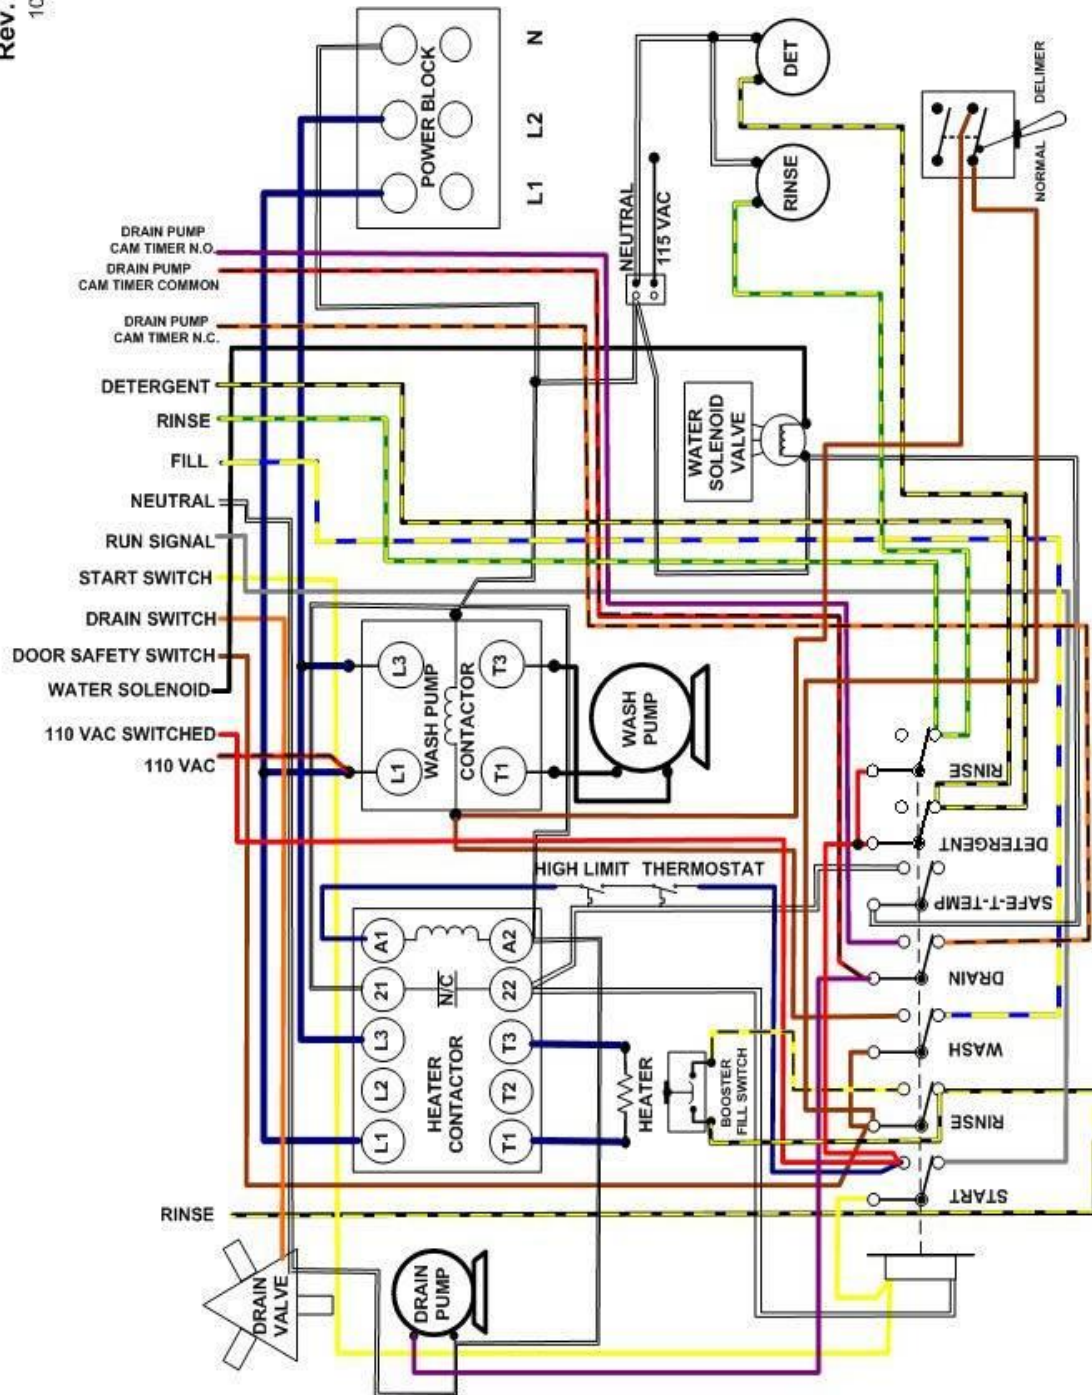 Rev.
10
POWER BLOCK
N
L2
L1
DET
RINSE
DELIMER
NORMAL
NEUTRAL
115 VAC
DRAIN PUMP
CAM TIMER N.O.
DRAIN PUMP
CAM TIMER COMMON
DRAIN PUMP
CAM TIMER N.C.
DETERGENT
RINSE
FILL
NEUTRAL
RUN SIGNAL
START SWITCH
DRAIN SWITCH
DOOR SAFETY SWITCH
WATER SOLENOID
110 VAC SWITCHED
110 VAC
WATER
SOLENOID
VALVE
L3
T3
L1
T1
WASH PUMP
CONTACTOR
WASH
PUMP
HIGH LIMIT
THERMOSTAT
A1
A2
21
N/C
22
L3
T3
L2
T2
L1
T1
HEATER
CONTACTOR
HEATER
BOOSTER
FILL SWITCH
RINSE
DETERGENT
SAFE-T-TEMP
DRAIN
WASH
RINSE
START
RINSE
DRAIN
VALVE
DRAIN
PUMP